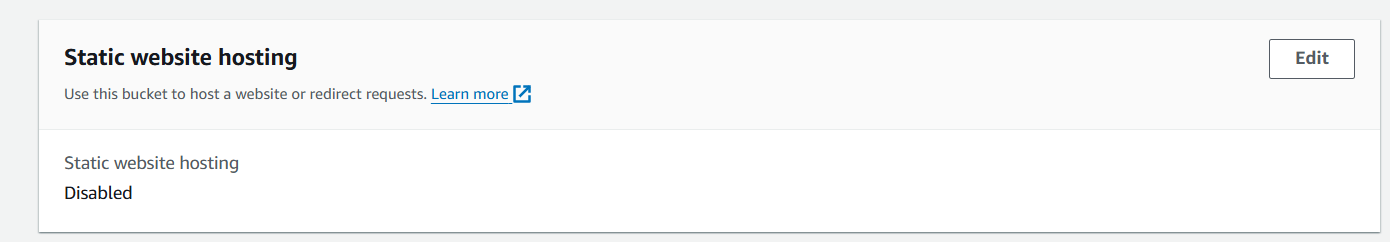 Static website hosting
Edit
Use this bucket to host a website or redirect requests. Learn more
Static website hosting
Disabled